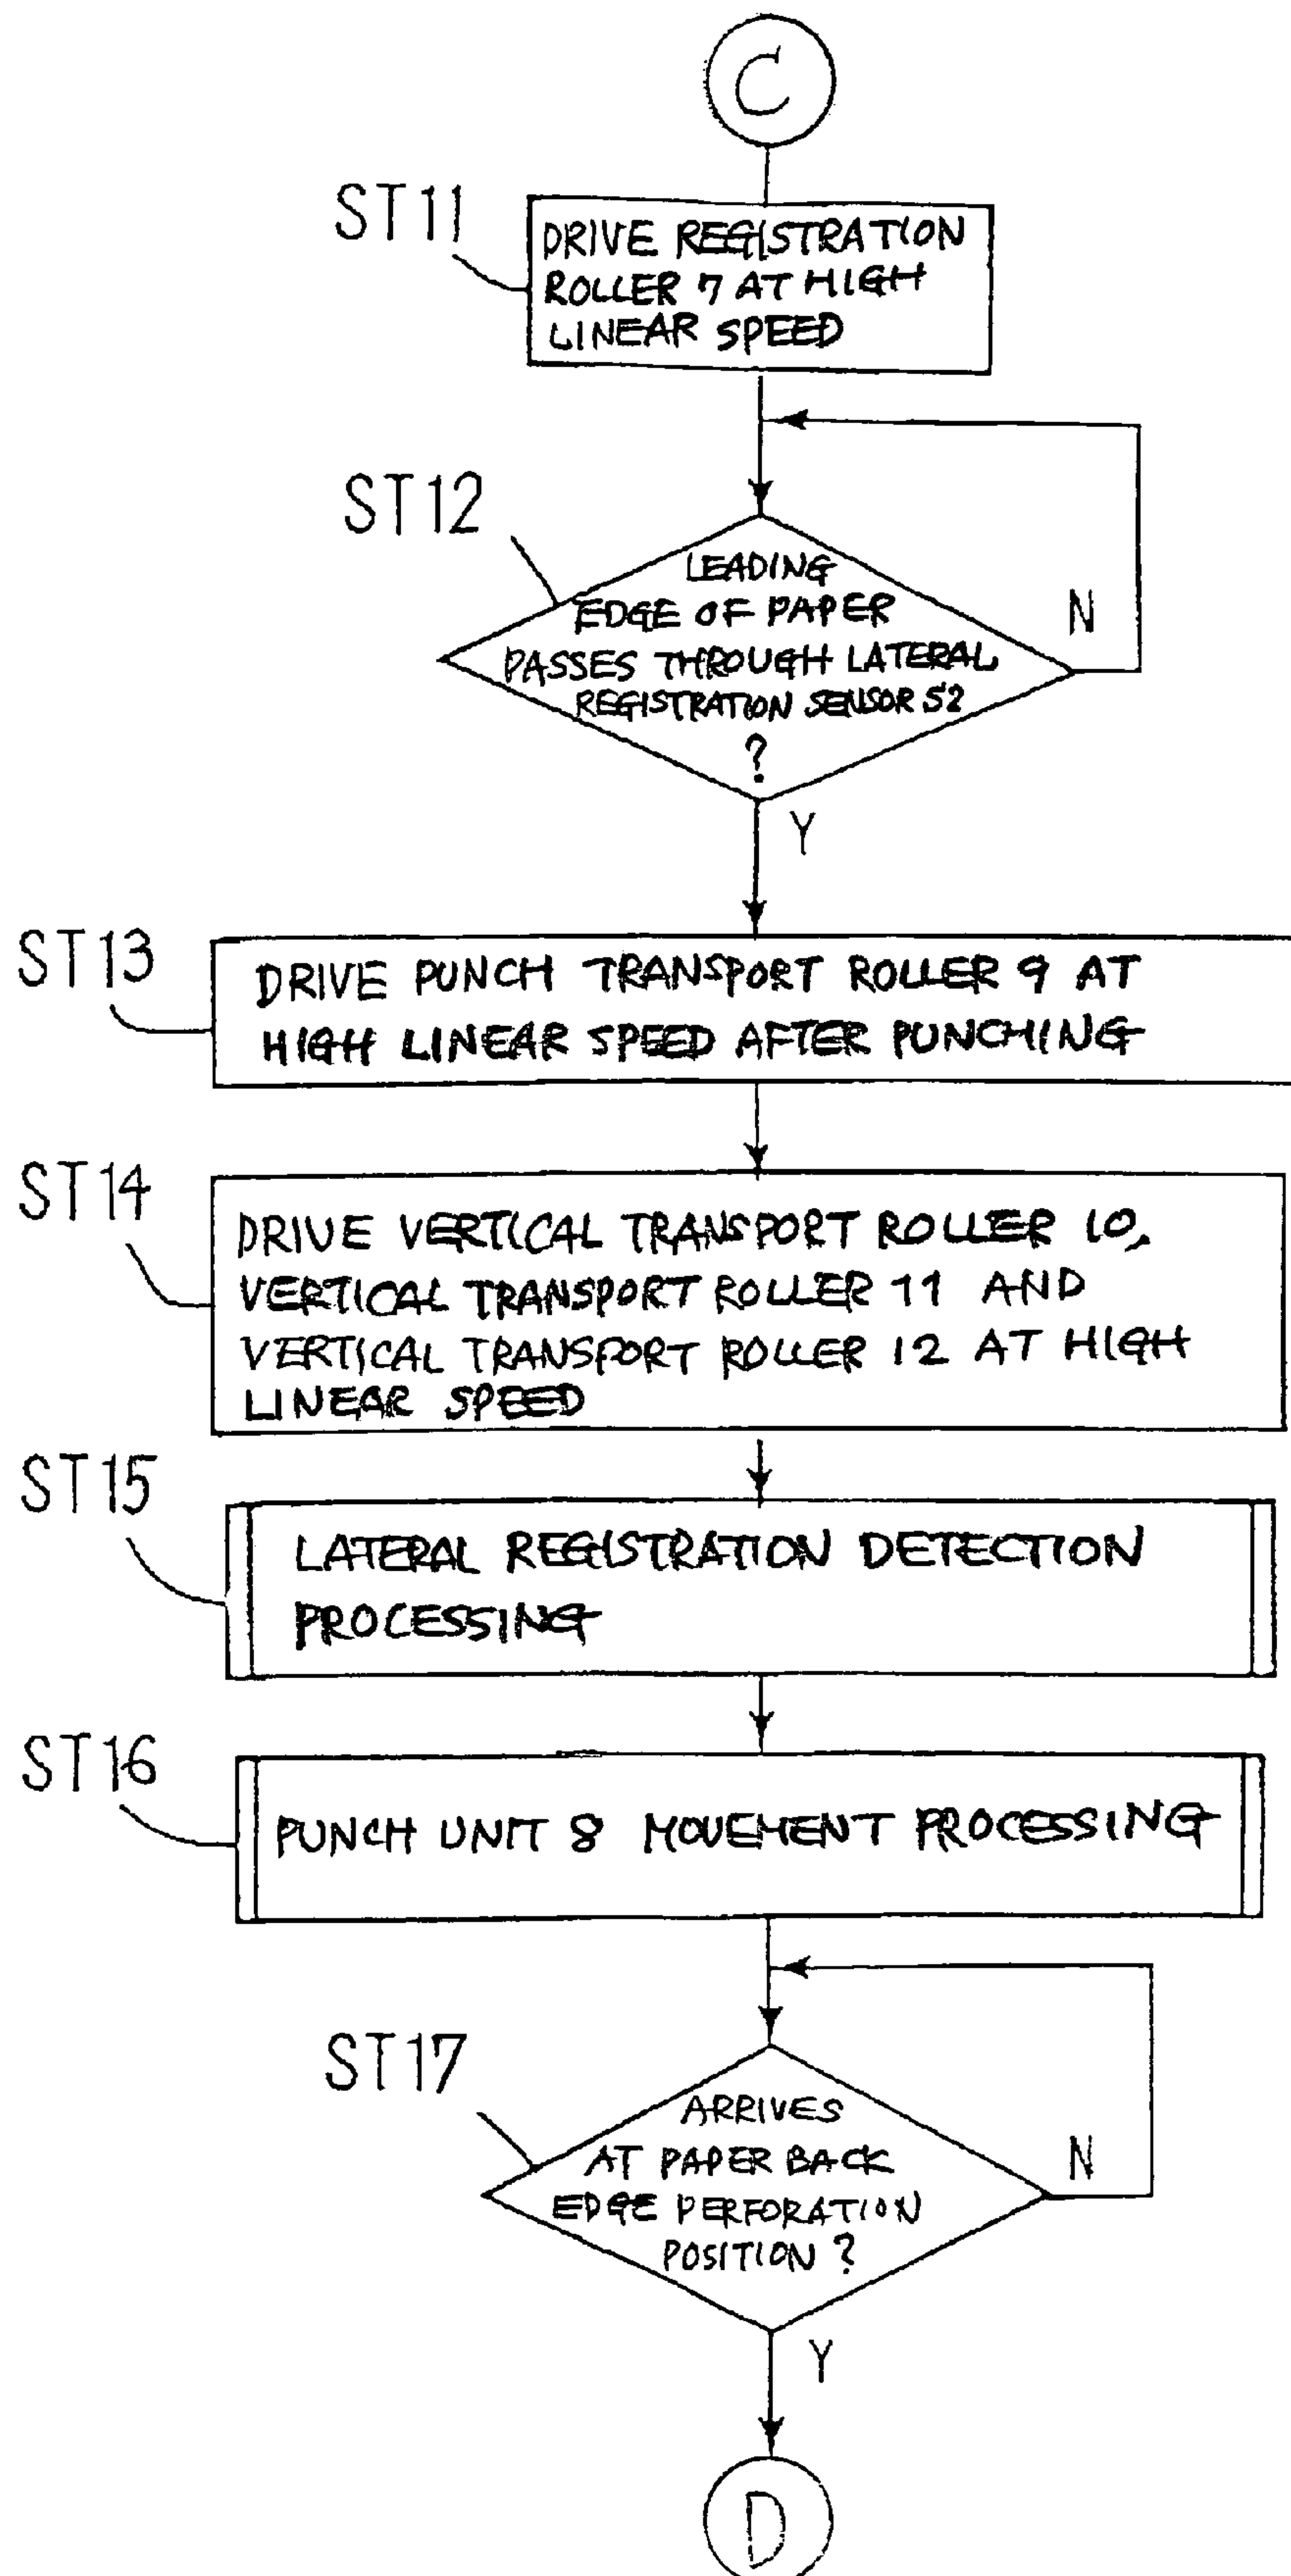 C
ST11
DRIVE REGISTRATION
ROLLER 7 AT HIGH
LINEAR SPEED
ST12
LEADING
EDGE OF PAPER
PASSES THROUGH LATERAL
REGISTRATION SENSOR 52
?
N
Y
ST13
DRIVE PUNCH TRANSPORT ROLLER 9 AT
HIGH LINEAR SPEED AFTER PUNCHING
ST14
DRIVE VERTICAL TRANSPORT ROLLER 10,
VERTICAL TRANSPORT ROLLER 11 AND
VERTICAL TRANSPORT ROLLER 12 AT HIGH
LINEAR SPEED
ST15
LATERAL REGISTRATION DETECTION
PROCESSING
ST16
PUNCH UNIT 8 MOVEMENT PROCESSING
ST17
ARRIVES
AT PAPER BACK
EDGE PERFORATION
POSITION ?
N
Y
D